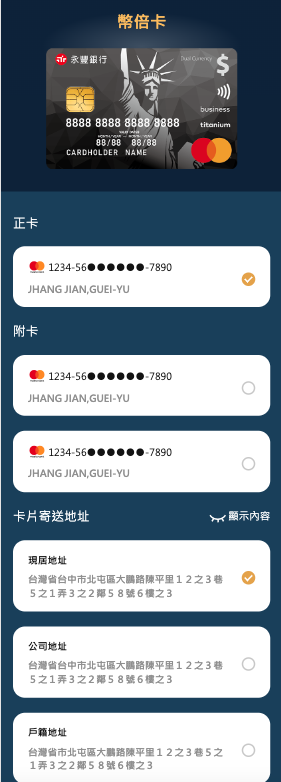 幣倍卡
永豐銀行
Dual Currency
business
8888 8888 8888 8888
titanium
88/88 88/88
CARDHOLDER NAME
正卡
1234-56●●●●●●-7890
JHANG JIAN,GUEI-YU
附卡
1234-56●●●●●●-7890
JHANG JIAN,GUEI-YU
1234-56●●●●●●-7890
JHANG JIAN,GUEI-YU
卡片寄送地址
顯示內容
現居地址
台灣省台中市北屯區大鵬路陳平里１２之３巷
５之１弄３之２鄰５８號６樓之３
公司地址
台灣省台中市北屯區大鵬路陳平里１２之３巷
５之１弄３之２鄰５８號６樓之３
戶籍地址
台灣省市北屯區大鵬路陳平里１２之３巷５之
１弄３之２鄰５８號６樓之３